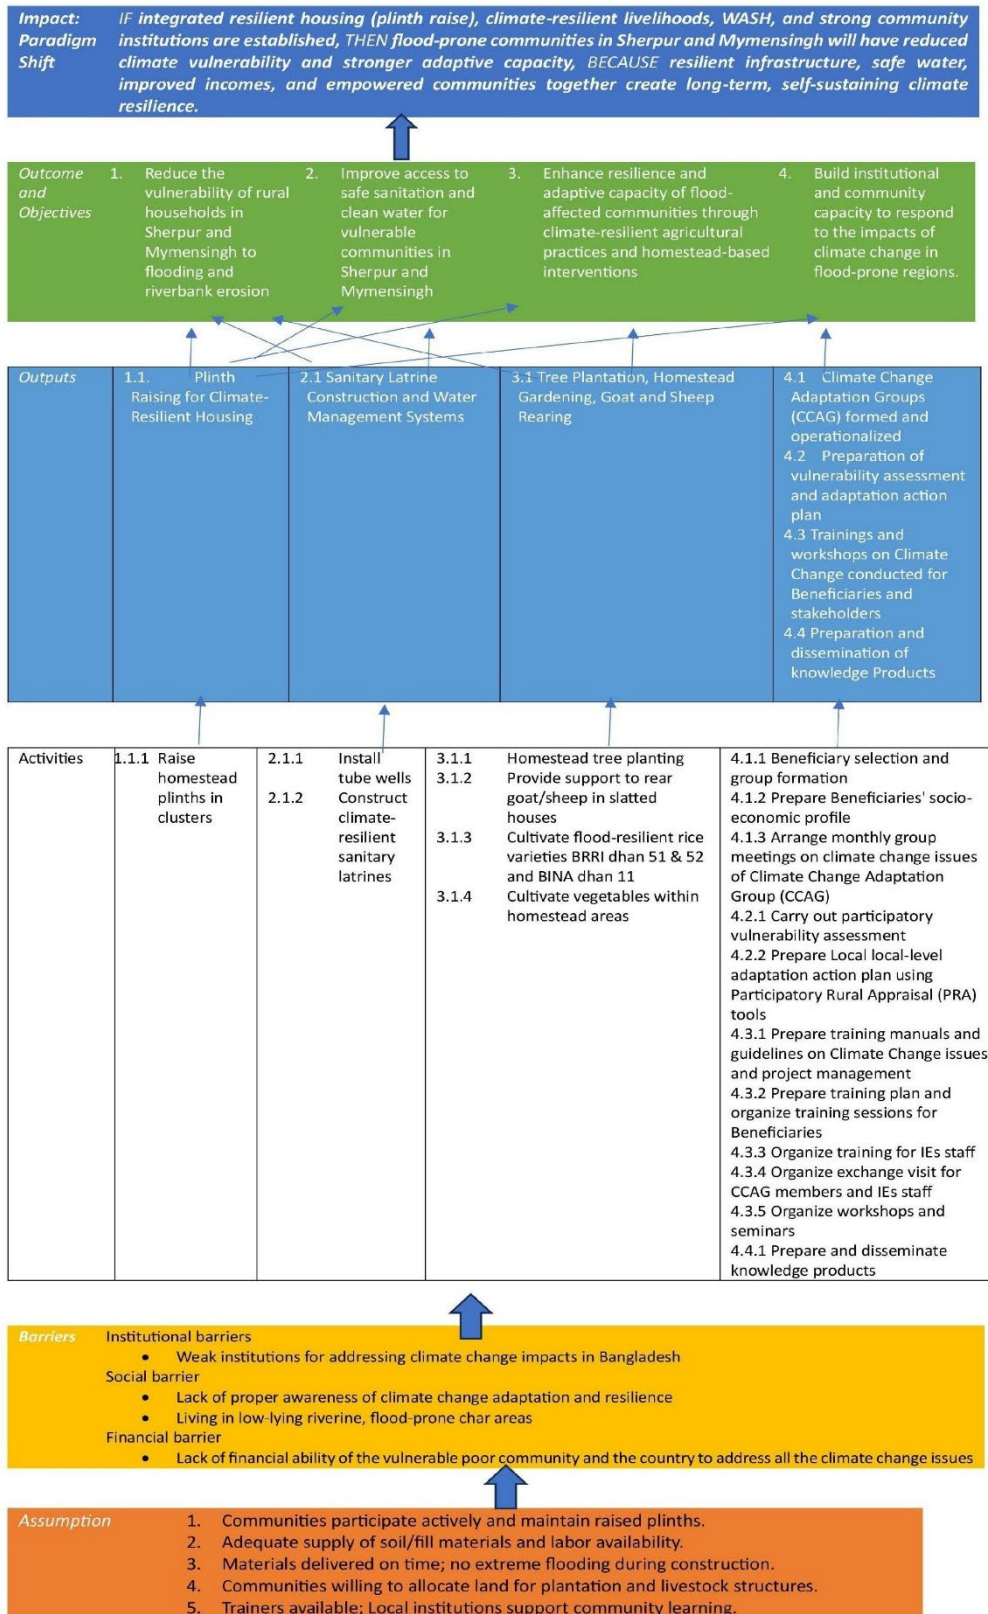 Impact: Paradigm Shift
IF integrated resilient housing (plinth raise), climate-resilient livelihoods, WASH, and strong community
institutions are established, THEN flood-prone communities in Sherpur and Mymensingh will have reduced
climate vulnerability and stronger adaptive capacity, BECAUSE resilient infrastructure, safe water,
improved incomes, and empowered communities together create long-term, self-sustaining climate
resilience.
Outcome
and
Objectives
1. Reduce the
vulnerability of rural
households in
Sherpur and
Mymensingh to
flooding and
riverbank erosion
2. Improve access to
safe sanitation and
clean water for
vulnerable
communities in
Sherpur and
Mymensingh
3. Enhance resilience and
adaptive capacity of flood-
affected communities through
climate-resilient agricultural
practices and homestead-based
interventions
4. Build institutional
and community
capacity to respond
to the impacts of
climate change in
flood-prone regions.
Outputs
1.1. Plinth
Raising for Climate-
Resilient Housing
2.1 Sanitary Latrine
Construction and Water
Management Systems
3.1 Tree Plantation, Homestead
Gardening, Goat and Sheep
Rearing
4.1 Climate Change
Adaptation Groups
(CCAG) formed and
operationalized
4.2 Preparation of
vulnerability assessment
and adaptation action
plan
4.3 Trainings and
workshops on Climate
Change conducted for
Beneficiaries and
stakeholders
4.4 Preparation and
dissemination of
knowledge Products
Activities
1.1.1 Raise
homestead
plinths in
clusters
2.1.1 Install
tube wells
2.1.2 Construct
climate-
resilient
sanitary
latrines
3.1.1 Homestead tree planting
3.1.2 Provide support to rear
goat/sheep in slatted
houses
3.1.3 Cultivate flood-resilient rice
varieties BRRI dhan 51 & 52
and BINA dhan 11
3.1.4 Cultivate vegetables within
homestead areas
4.1.1 Beneficiary selection and
group formation
4.1.2 Prepare Beneficiaries' socio-
economic profile
4.1.3 Arrange monthly group
meetings on climate change issues
of Climate Change Adaptation
Group (CCAG)
4.2.1 Carry out participatory
vulnerability assessment
4.2.2 Prepare Local local-level
adaptation action plan using
Participatory Rural Appraisal (PRA)
tools
4.3.1 Prepare training manuals and
guidelines on Climate Change issues
and project management
4.3.2 Prepare training plan and
organize training sessions for
Beneficiaries
4.3.3 Organize training for IEs staff
4.3.4 Organize exchange visit for
CCAG members and IEs staff
4.3.5 Organize workshops and
seminars
4.4.1 Prepare and disseminate
knowledge products
Barriers
Institutional barriers
• Weak institutions for addressing climate change impacts in Bangladesh
Social barrier
• Lack of proper awareness of climate change adaptation and resilience
• Living in low-lying riverine, flood-prone char areas
Financial barrier
• Lack of financial ability of the vulnerable poor community and the country to address all the climate change issues
Assumption
1. Communities participate actively and maintain raised plinths.
2. Adequate supply of soil/fill materials and labor availability.
3. Materials delivered on time; no extreme flooding during construction.
4. Communities willing to allocate land for plantation and livestock structures.
5. Trainers available; Local institutions support community learning.